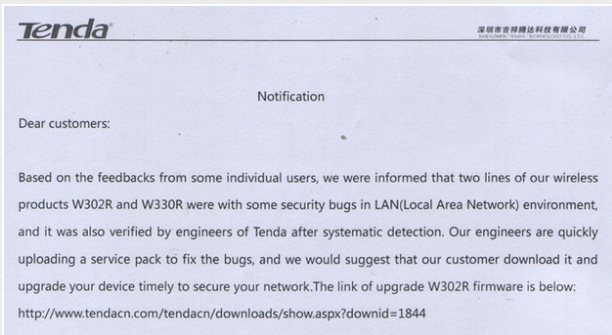 Tenda
深圳市吉祥腾达科技有限公司
SHENZHEN TENDA TECHNOLOGY CO., LTD.
Notification
Dear customers:
Based on the feedbacks from some individual users, we were informed that two lines of our wireless
products W302R and W330R were with some security bugs in LAN(Local Area Network) environment,
and it was also verified by engineers of Tenda after systematic detection. Our engineers are quickly
uploading a service pack to fix the bugs, and we would suggest that our customer download it and
upgrade your device timely to secure your network.The link of upgrade W302R firmware is below:
http://www.tendacn.com/tendacn/downloads/show.aspx?downid=1844